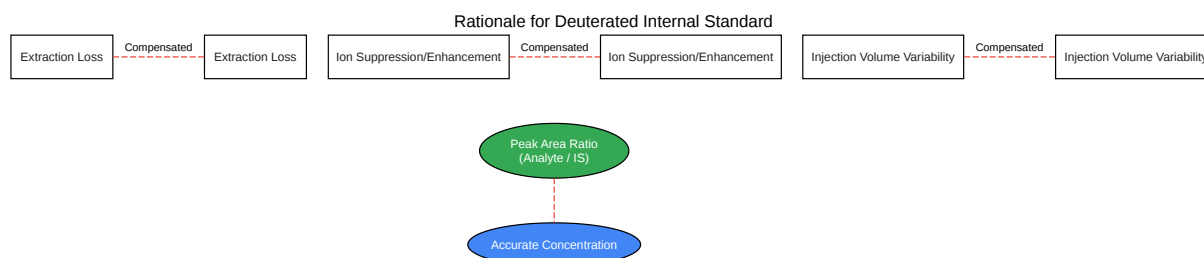 Rationale for Deuterated Internal Standard
Extraction Loss
Compensated
Extraction Loss
Ion Suppression/Enhancement
Compensated
Ion Suppression/Enhancement
Injection Volume Variability
Compensated
Injection Volume Variability
Peak Area Ratio
(Analyte / IS)
Accurate Concentration